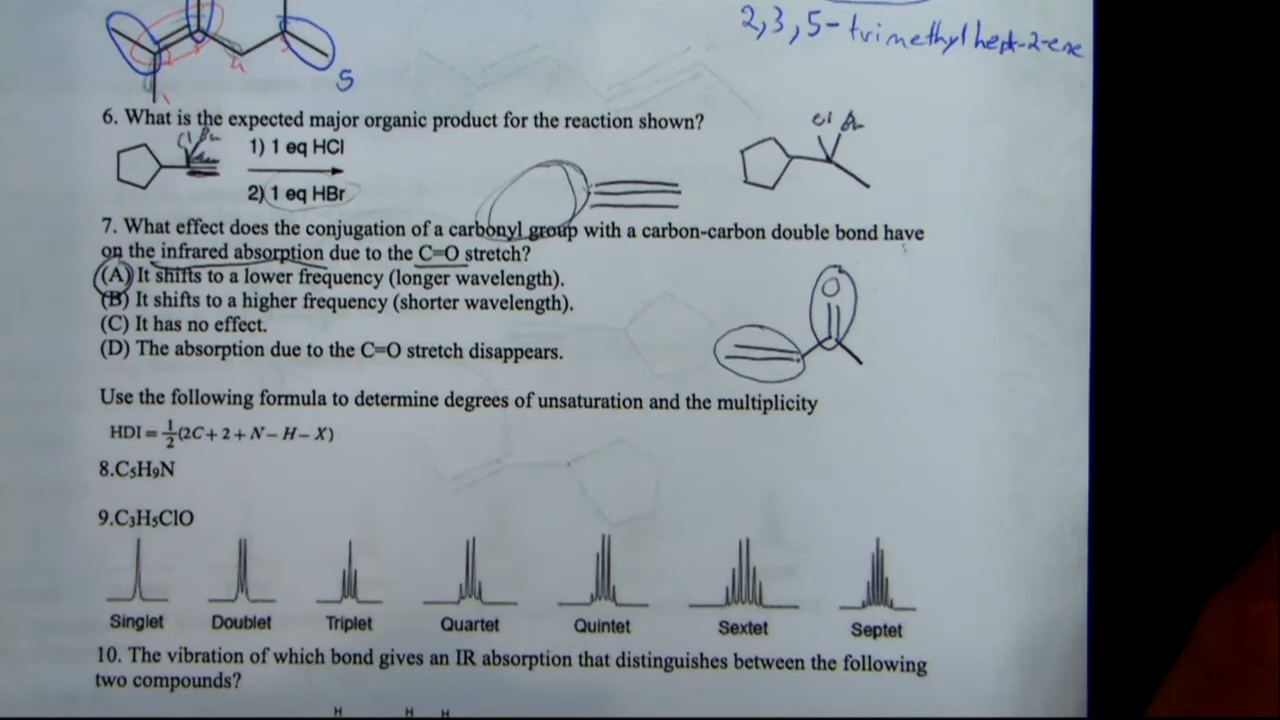 2,3,5-trimethylhept-2-ene
4
5
6. What is the expected major organic product for the reaction shown?
Cl Br
1) 1 eq HCl
2) 1 eq HBr
Cl Br
7. What effect does the conjugation of a carbonyl group with a carbon-carbon double bond have
on the infrared absorption due to the C=O stretch?
(A) It shifts to a lower frequency (longer wavelength).
(B) It shifts to a higher frequency (shorter wavelength).
(C) It has no effect.
(D) The absorption due to the C=O stretch disappears.
O
Use the following formula to determine degrees of unsaturation and the multiplicity
HDI = ½(2C + 2 + N – H – X)
8.C₅H₉N
9.C₃H₅ClO
Singlet Doublet Triplet Quartet Quintet Sextet Septet
10. The vibration of which bond gives an IR absorption that distinguishes between the following
two compounds?
H H H